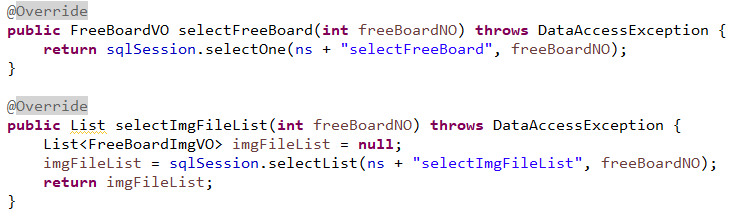 @Override
public FreeBoardVO selectFreeBoard(int freeBoardNO) throws DataAccessException {
    return sqlSession.selectOne(ns + "selectFreeBoard", freeBoardNO);
}

@Override
public List selectImgFileList(int freeBoardNO) throws DataAccessException {
    List<FreeBoardImgVO> imgFileList = null;
    imgFileList = sqlSession.selectList(ns + "selectImgFileList", freeBoardNO);
    return imgFileList;
}